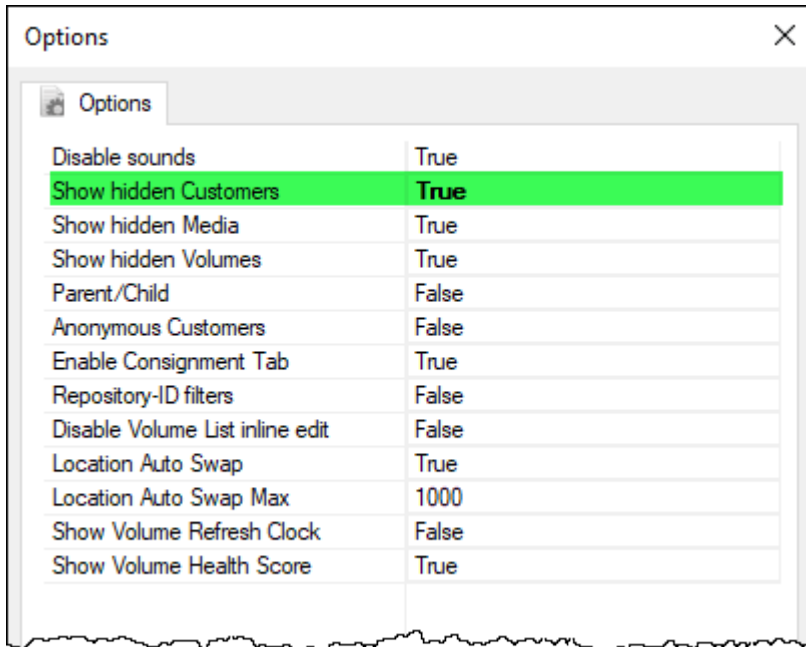 Options
Options
Disable sounds True
Show hidden Customers True
Show hidden Media True
Show hidden Volumes True
Parent/Child False
Anonymous Customers False
Enable Consignment Tab True
Repository-ID filters False
Disable Volume List inline edit False
Location Auto Swap True
Location Auto Swap Max 1000
Show Volume Refresh Clock False
Show Volume Health Score True